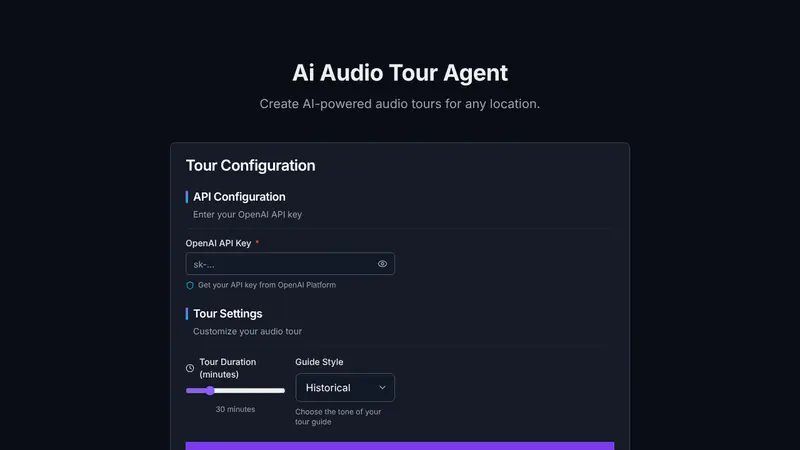 Ai Audio Tour Agent
Create AI-powered audio tours for any location.
Tour Configuration
API Configuration
Enter your OpenAI API key
OpenAI API Key *
sk-...
Get your API key from OpenAI Platform
Tour Settings
Customize your audio tour
Tour Duration
(minutes)
30 minutes
Guide Style
Historical
Choose the tone of your
tour guide